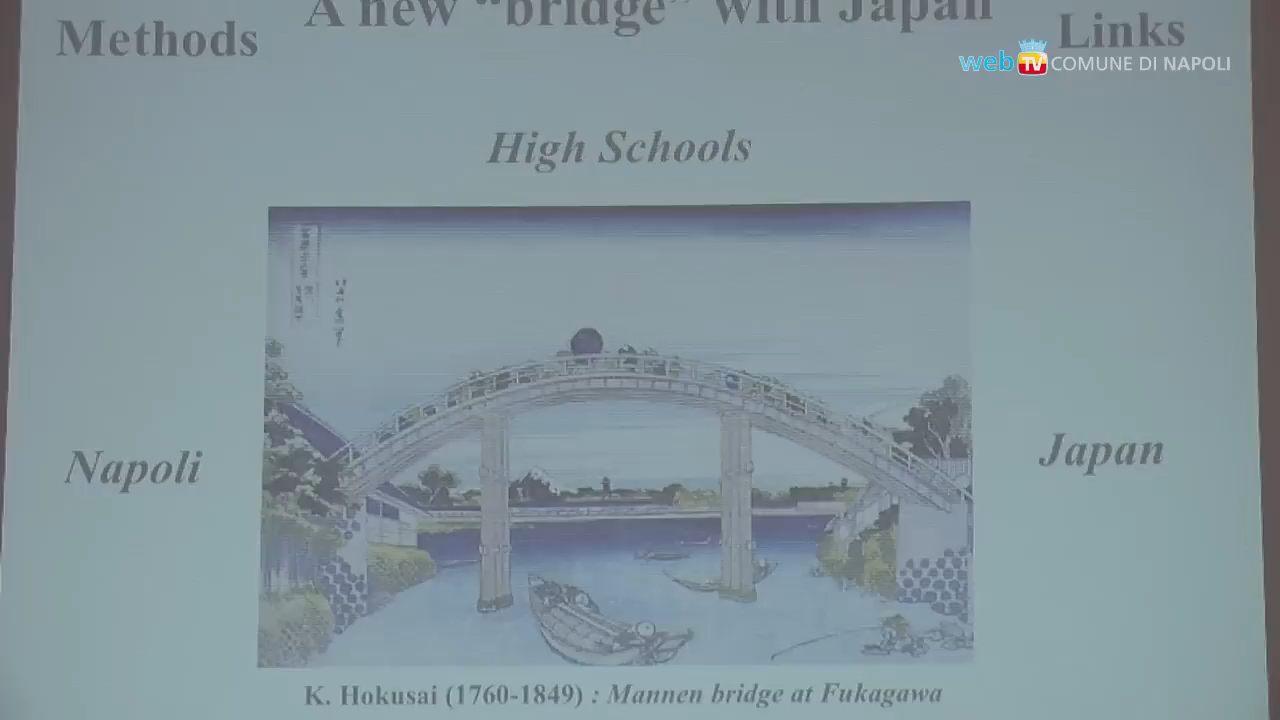 A new “bridge” with Japan
Methods
Links
web TV COMUNE DI NAPOLI
High Schools
Napoli
Japan
K. Hokusai (1760-1849) : Mannen bridge at Fukagawa